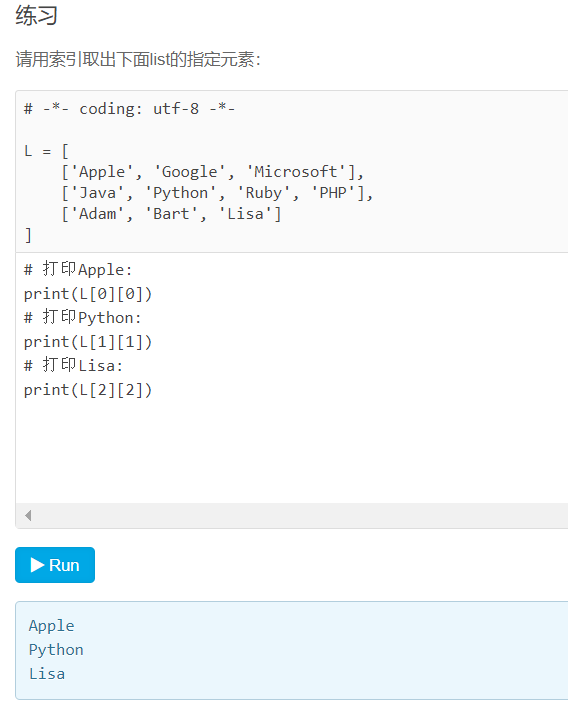 练习
请用索引取出下面list的指定元素：
# -*- coding: utf-8 -*-
L = [
    ['Apple', 'Google', 'Microsoft'],
    ['Java', 'Python', 'Ruby', 'PHP'],
    ['Adam', 'Bart', 'Lisa']
]
# 打印Apple:
print(L[0][0])
# 打印Python:
print(L[1][1])
# 打印Lisa:
print(L[2][2])
Run
Apple
Python
Lisa